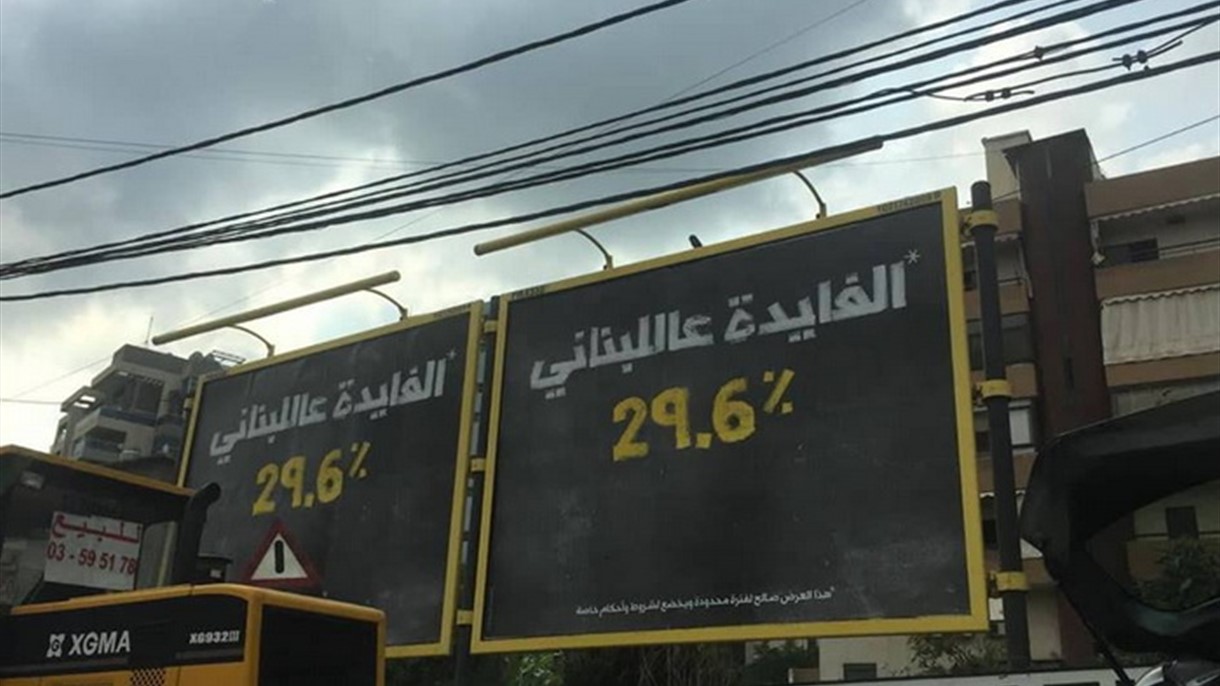 الفايدة عاللبناني*
29.6%
*هذا العرض صالح لفترة محدودة ويخضع لشروط وأحكام خاصة
الفايدة عاللبناني*
29.6%
للبيع
03 - 59 51 78
XGMA
XG932III